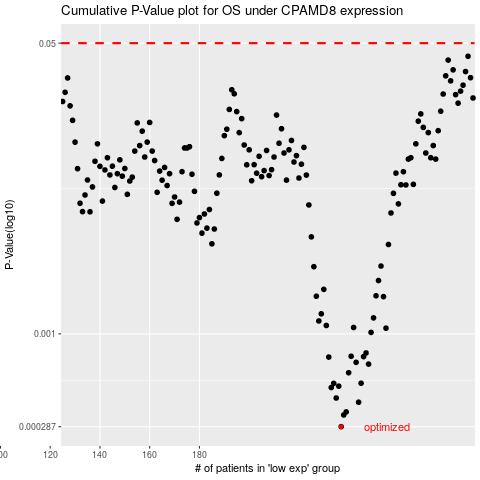 Cumulative P-Value plot for OS under CPAMD8 expression
0.05
P-Value(log10)
0.001
0.000287
optimized
00 120 140 160 180
# of patients in 'low exp' group